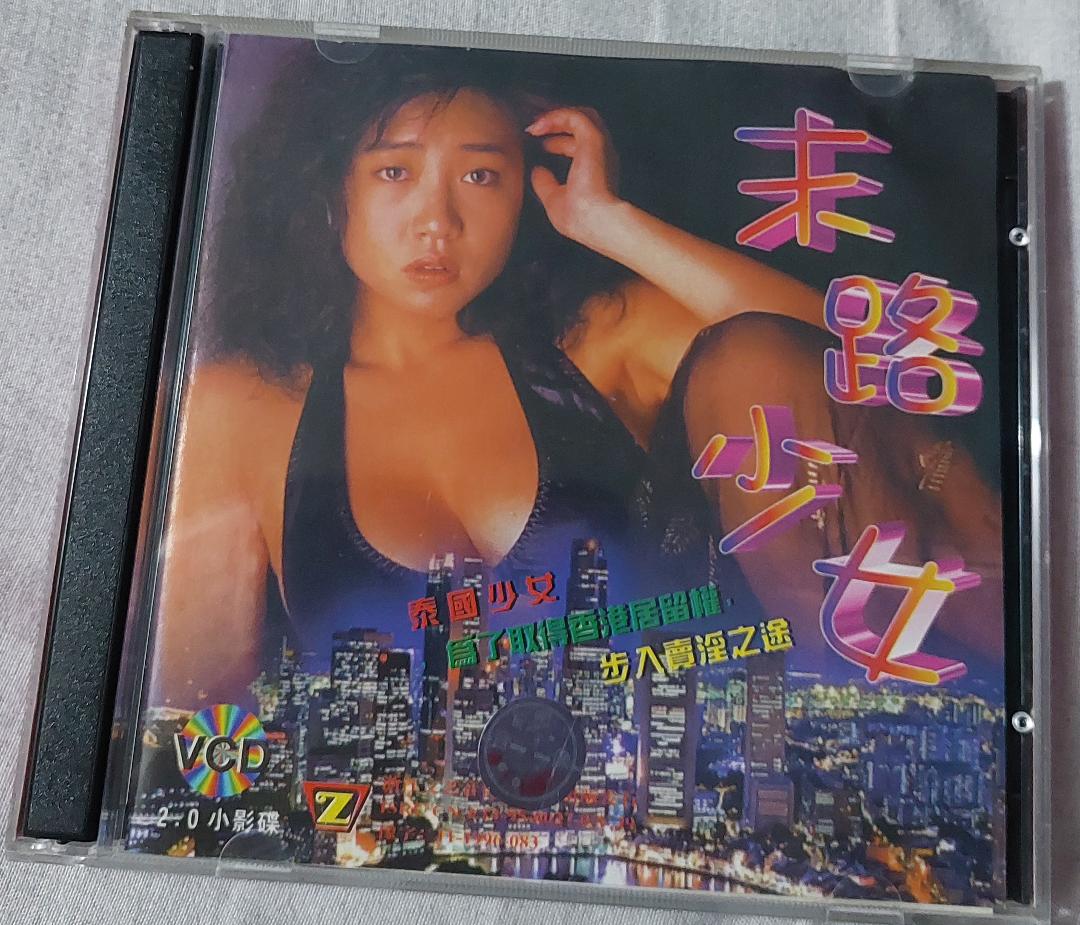 末路少女
泰國少女
，爲了取得香港居留權，
步入賣淫之途
VCD
2.0 小影碟
Z